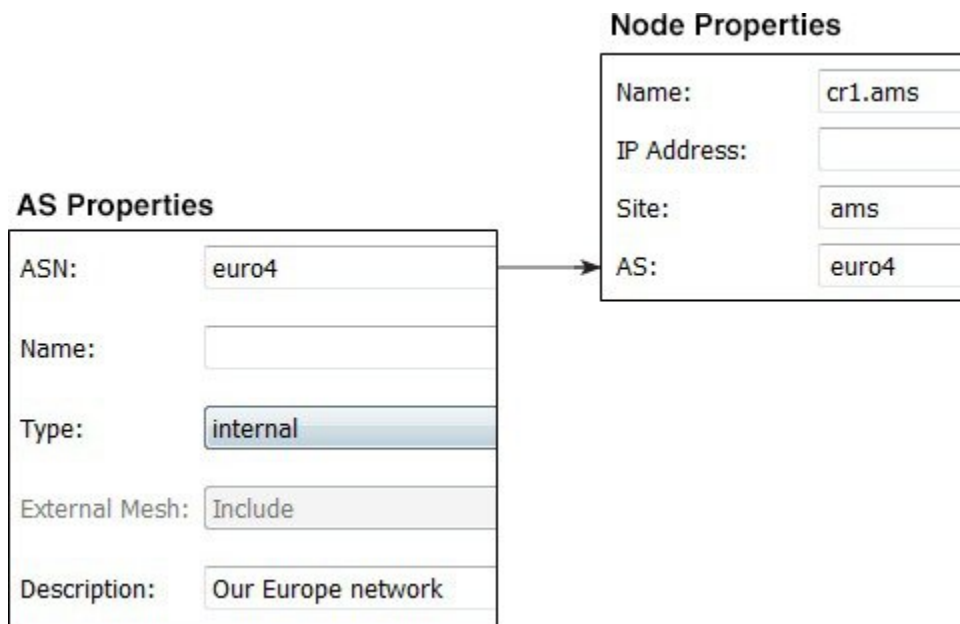 Node Properties
Name: cr1.ams
IP Address:
Site: ams
AS: euro4
AS Properties
ASN: euro4
Name:
Type: internal
External Mesh: Include
Description: Our Europe network